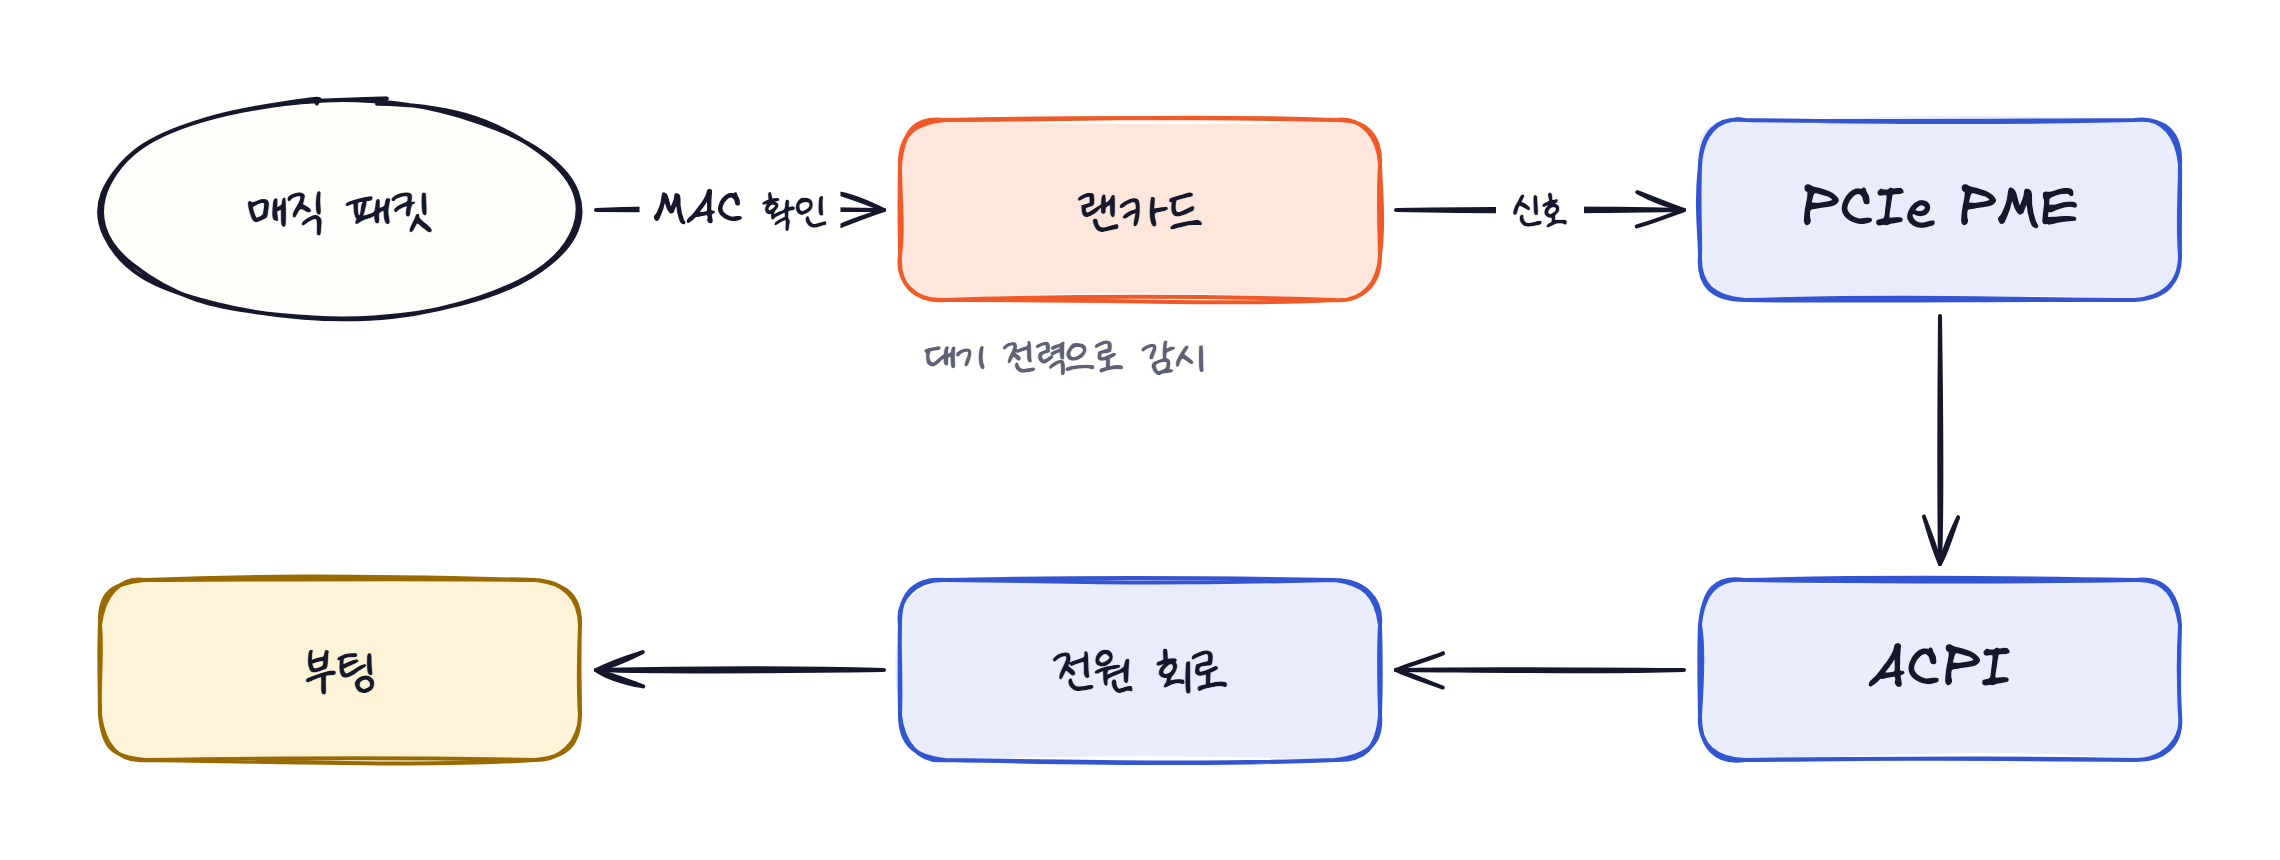 매직 패킷
MAC 확인
랜카드
신호
PCIe PME
대기 전력으로 감시
부팅
전원 회로
ACPI